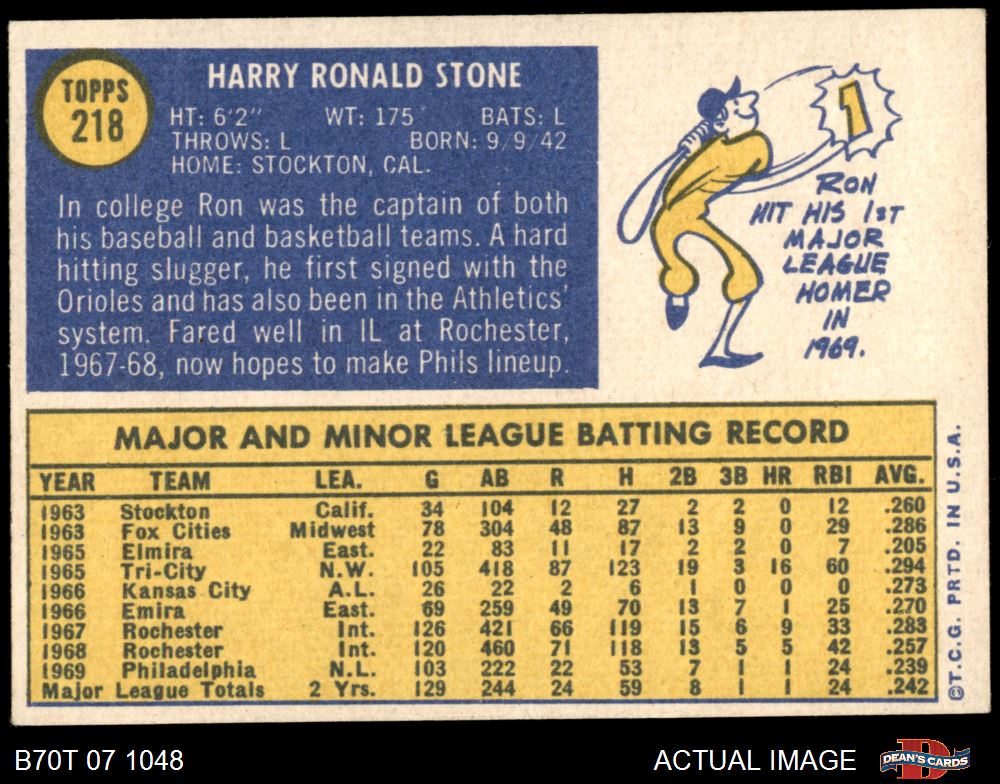 TOPPS
218
HARRY RONALD STONE
HT: 6'2" WT: 175 BATS: L
THROWS: L BORN: 9/9/42
HOME: STOCKTON, CAL.
In college Ron was the captain of both
his baseball and basketball teams. A hard
hitting slugger, he first signed with the
Orioles and has also been in the Athletics'
system. Fared well in IL at Rochester,
1967-68, now hopes to make Phils lineup.
1
RON
HIT HIS 1ST
MAJOR
LEAGUE
HOMER
IN
1969.
MAJOR AND MINOR LEAGUE BATTING RECORD
YEAR TEAM LEA. G AB R H 2B 3B HR RBI AVG.
1963 Stockton Calif. 34 104 12 27 2 2 0 12 .260
1963 Fox Cities Midwest 78 304 48 87 13 9 0 29 .286
1965 Elmira East. 22 83 11 17 2 2 0 7 .205
1965 Tri-City N.W. 105 418 87 123 19 3 16 60 .294
1966 Kansas City A.L. 26 22 2 6 1 0 0 0 .273
1966 Emira East. 69 259 49 70 13 7 1 25 .270
1967 Rochester Int. 126 421 66 119 15 6 9 33 .283
1968 Rochester Int. 120 460 71 118 13 5 5 42 .257
1969 Philadelphia N.L. 103 222 22 53 7 1 1 24 .239
Major League Totals 2 Yrs. 129 244 24 59 8 1 1 24 .242
©T.C.G. PRTD. IN U.S.A.
B70T 07 1048
ACTUAL IMAGE
DEAN'S CARDS